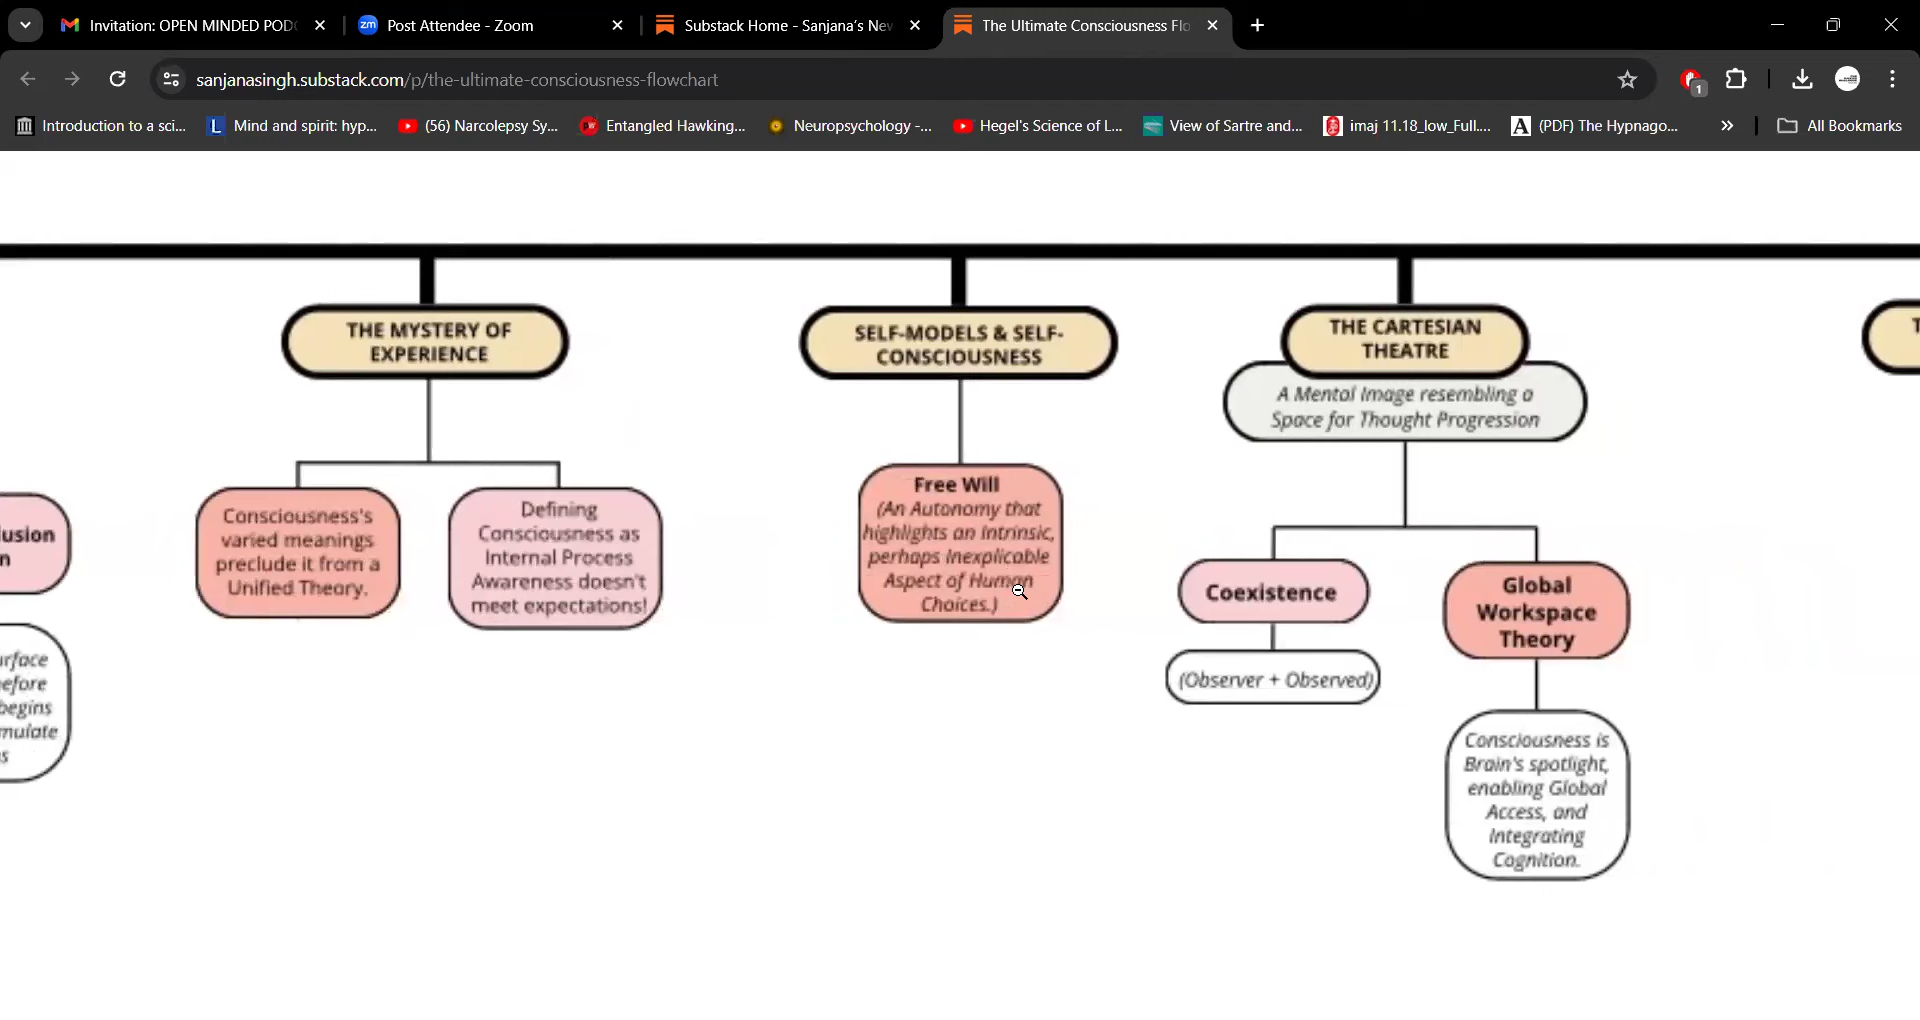 Invitation: OPEN MINDED POD
Post Attendee - Zoom
Substack Home - Sanjana's Nev
The Ultimate Consciousness Flo
sanjanasingh.substack.com/p/the-ultimate-consciousness-flowchart
1
Introduction to a sci...
L
Mind and spirit: hyp...
(56) Narcolepsy Sy...
Entangled Hawking...
Neuropsychology -...
Hegel's Science of L...
View of Sartre and...
imaj 11.18_low_Full....
A
(PDF) The Hypnago...
All Bookmarks
THE MYSTERY OF
EXPERIENCE
Consciousness's
varied meanings
preclude it from a
Unified Theory.
Defining
Consciousness as
Internal Process
Awareness doesn't
meet expectations!
SELF-MODELS & SELF-
CONSCIOUSNESS
Free Will
(An Autonomy that
highlights an Intrinsic,
perhaps Inexplicable
Aspect of Human
Choices.)
THE CARTESIAN
THEATRE
A Mental Image resembling a
Space for Thought Progression
Coexistence
(Observer + Observed)
Global
Workspace
Theory
Consciousness is
Brain's spotlight,
enabling Global
Access, and
Integrating
Cognition.